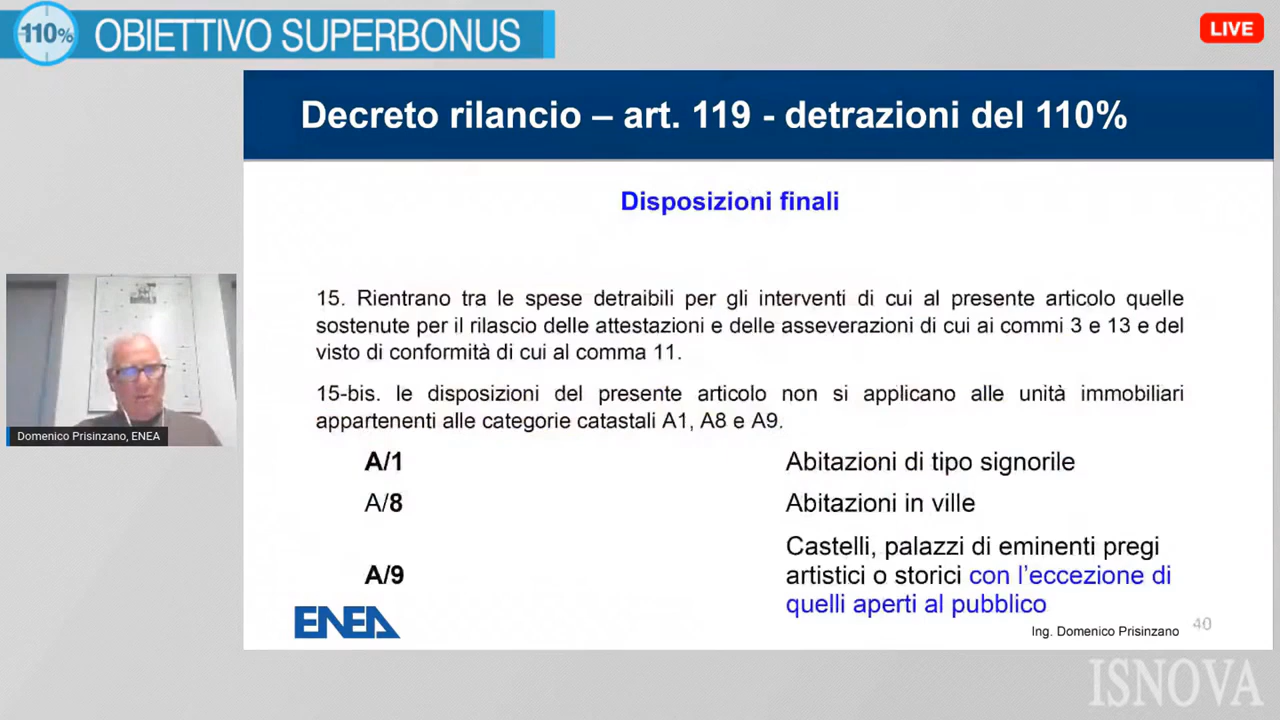 110%
OBIETTIVO SUPERBONUS
LIVE
Decreto rilancio – art. 119 - detrazioni del 110%
Disposizioni finali
15. Rientrano tra le spese detraibili per gli interventi di cui al presente articolo quelle
sostenute per il rilascio delle attestazioni e delle asseverazioni di cui ai commi 3 e 13 e del
visto di conformità di cui al comma 11.
15-bis. le disposizioni del presente articolo non si applicano alle unità immobiliari
appartenenti alle categorie catastali A1, A8 e A9.
A/1 Abitazioni di tipo signorile
A/8 Abitazioni in ville
A/9 Castelli, palazzi di eminenti pregi
artistici o storici con l’eccezione di
quelli aperti al pubblico
Domenico Prisinzano, ENEA
ENEA
Ing. Domenico Prisinzano
40
ISNOVA